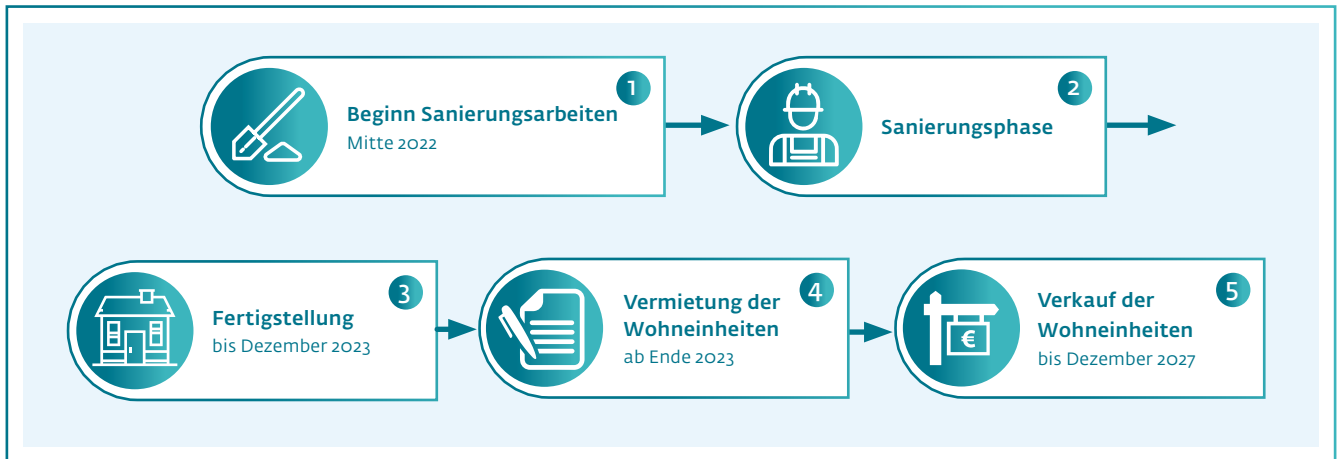 1
Beginn Sanierungsarbeiten
Mitte 2022
2
Sanierungsphase
3
Fertigstellung
bis Dezember 2023
4
Vermietung der
Wohneinheiten
ab Ende 2023
5
Verkauf der
Wohneinheiten
bis Dezember 2027
€